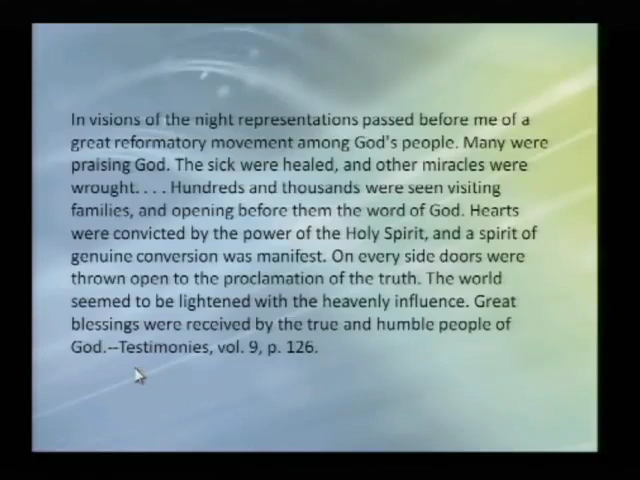 In visions of the night representations passed before me of a
great reformatory movement among God's people. Many were
praising God. The sick were healed, and other miracles were
wrought. . . . Hundreds and thousands were seen visiting
families, and opening before them the word of God. Hearts
were convicted by the power of the Holy Spirit, and a spirit of
genuine conversion was manifest. On every side doors were
thrown open to the proclamation of the truth. The world
seemed to be lightened with the heavenly influence. Great
blessings were received by the true and humble people of
God.--Testimonies, vol. 9, p. 126.